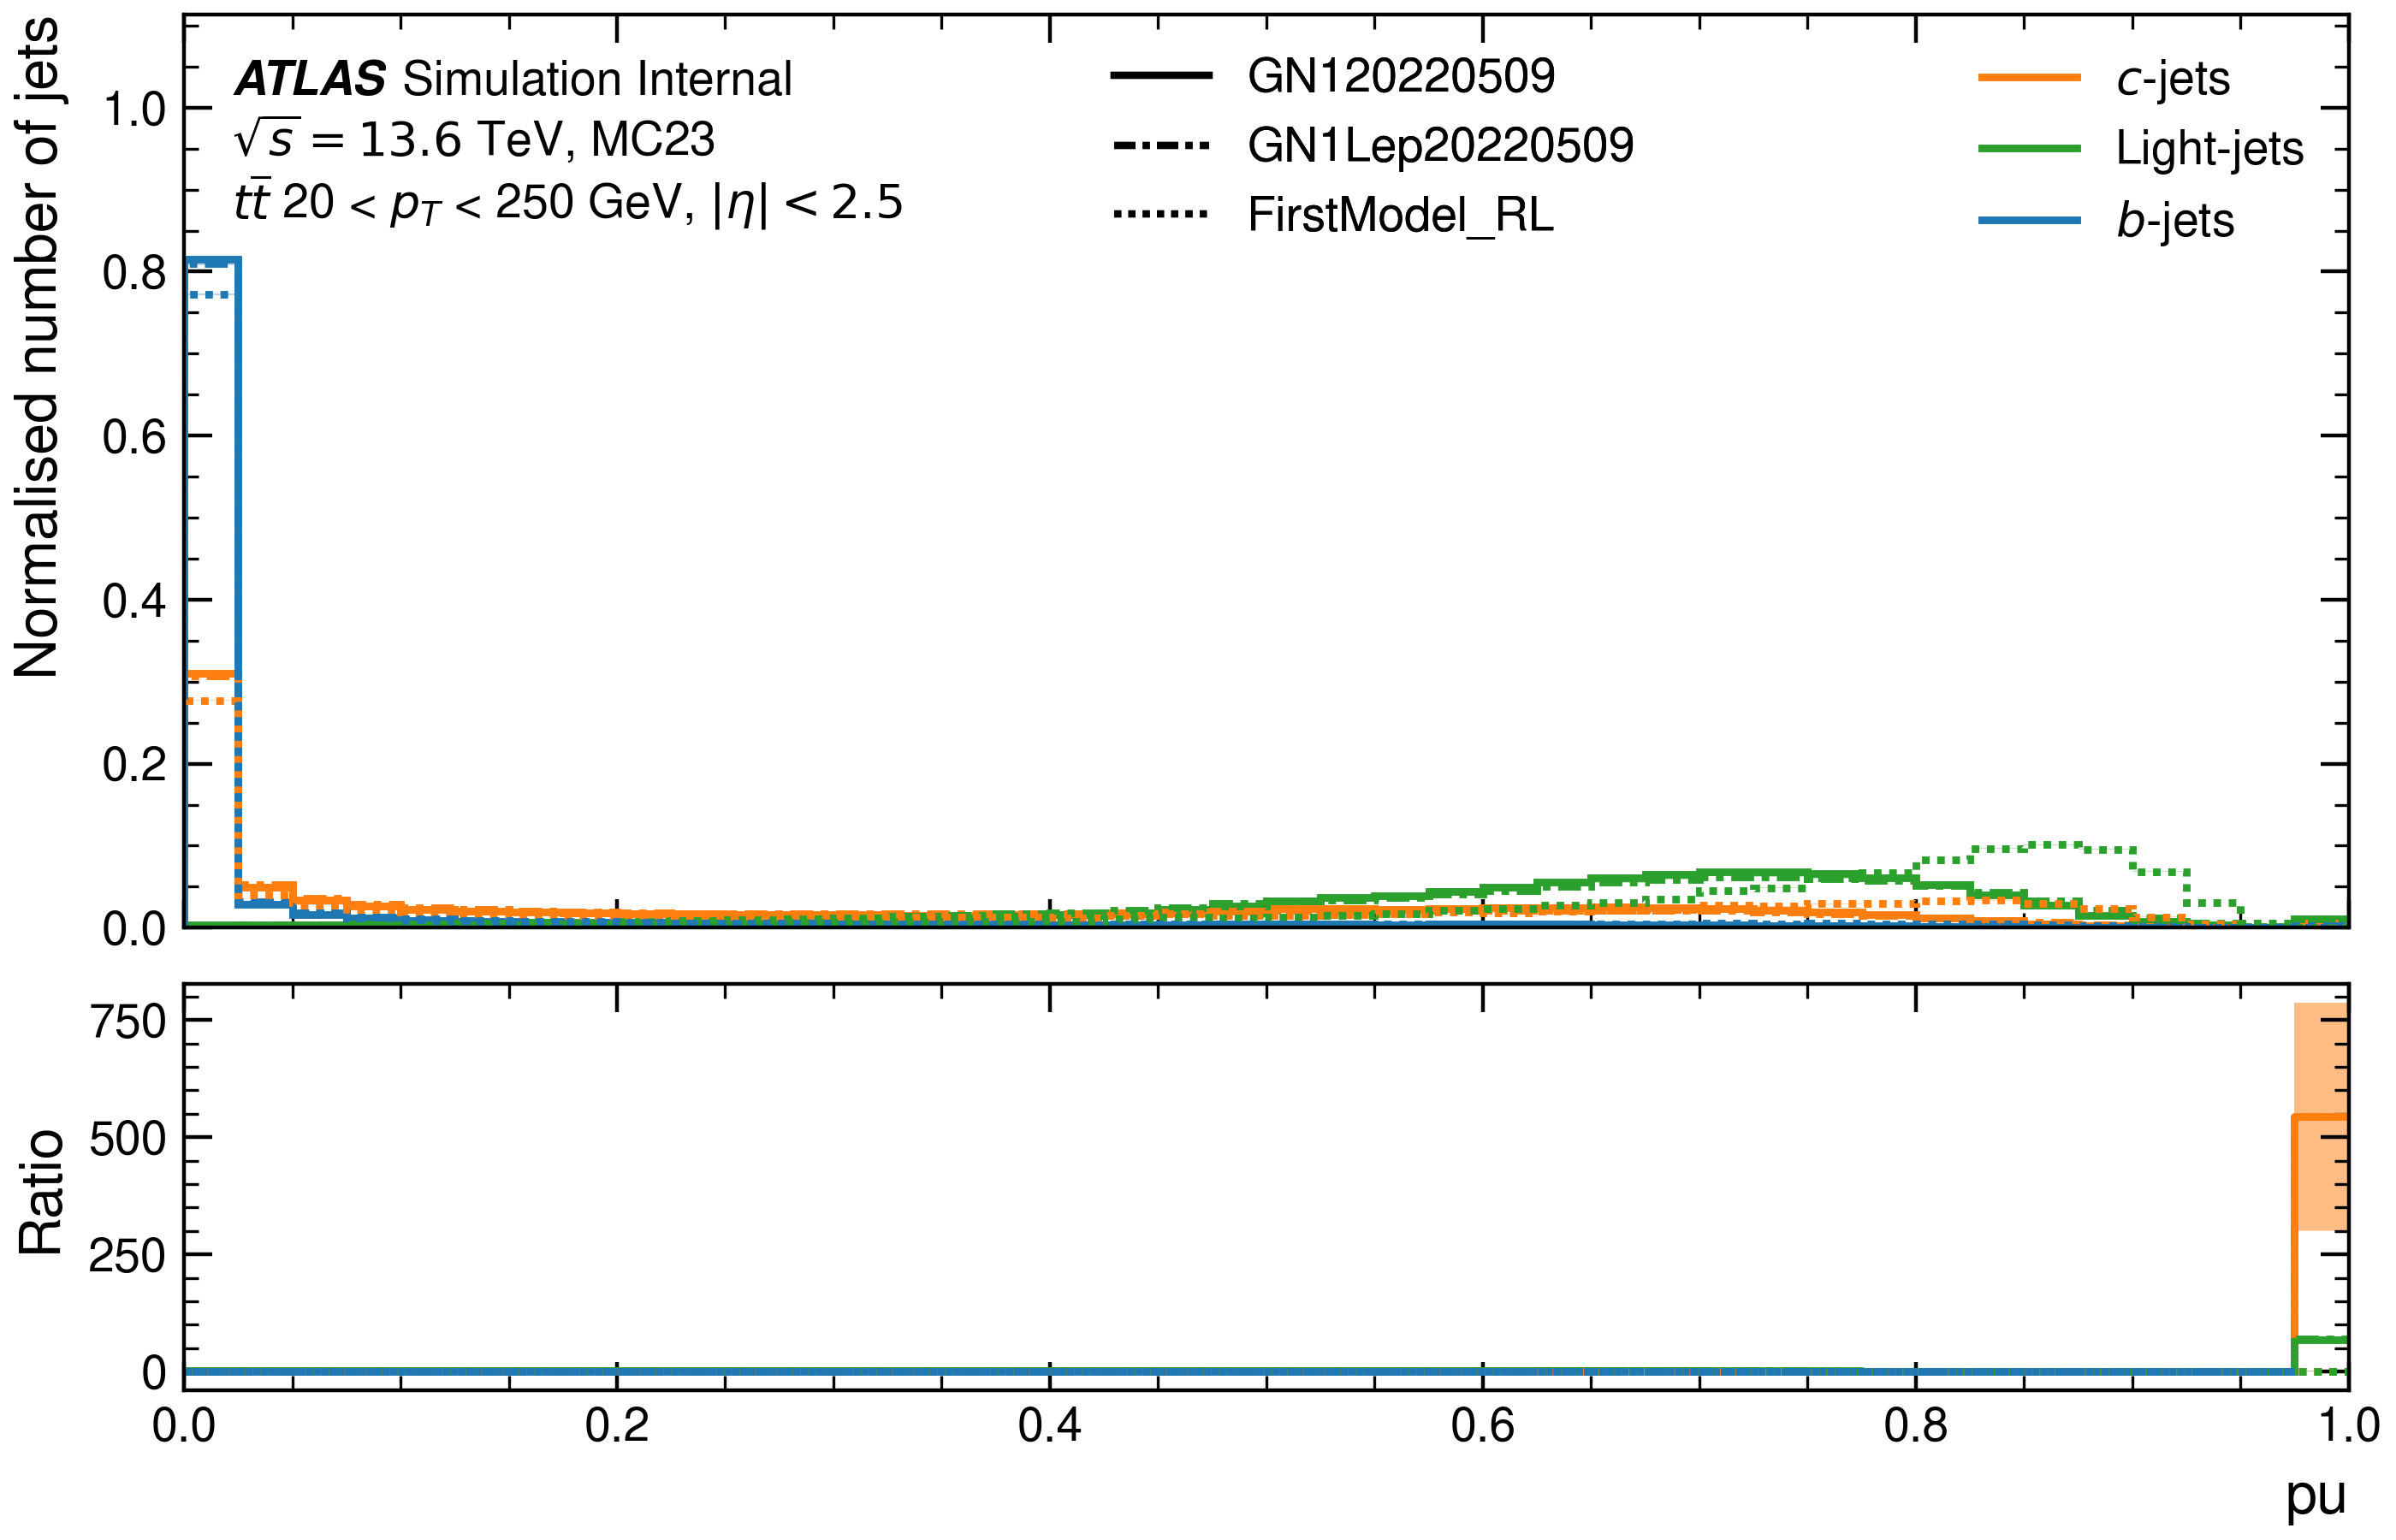 Normalised number of jets
ATLAS Simulation Internal
√s = 13.6 TeV, MC23
tt̄ 20 < pT < 250 GeV, |η| < 2.5
GN120220509
GN1Lep20220509
FirstModel_RL
c-jets
Light-jets
b-jets
1.0
0.8
0.6
0.4
0.2
0.0
Ratio
750
500
250
0
0.0 0.2 0.4 0.6 0.8 1.0
pu